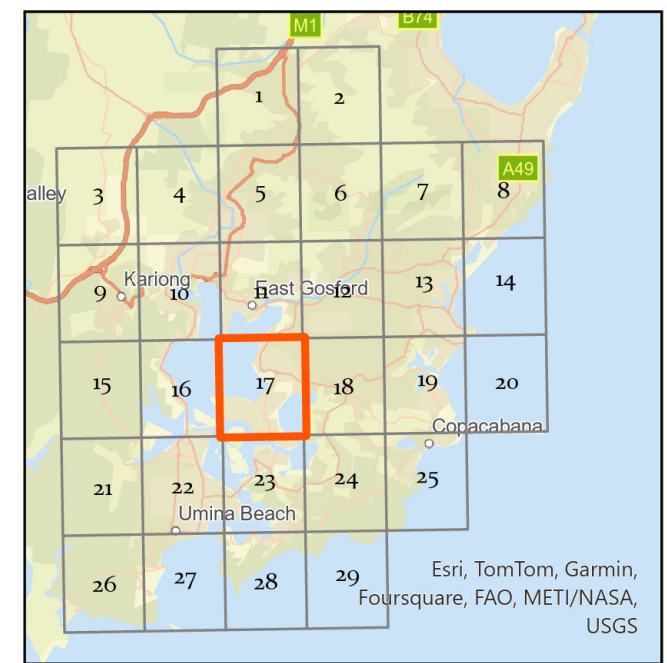 M1
B74
1 2
A49
alley 3 4 5 6 7 8
Kariong
9 10 11 12 13 14
East Gosford
15 16 17 18 19 20
Copacabana
21 22 23 24 25
Umina Beach
26 27 28 29
Esri, TomTom, Garmin,
Foursquare, FAO, METI/NASA,
USGS